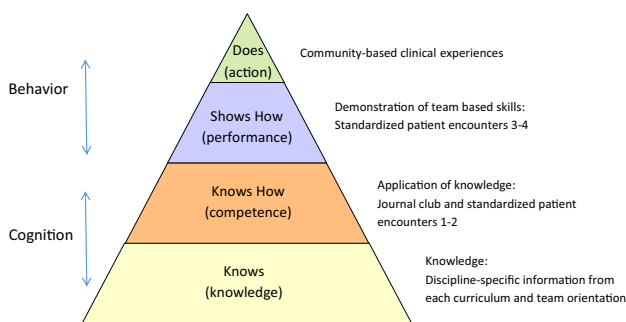 Does
(action)
Community-based clinical experiences
Behavior
Shows How
(performance)
Demonstration of team based skills:
Standardized patient encounters 3-4
Knows How
(competence)
Application of knowledge:
Journal club and standardized patient
encounters 1-2
Cognition
Knows
(knowledge)
Knowledge:
Discipline-specific information from
each curriculum and team orientation